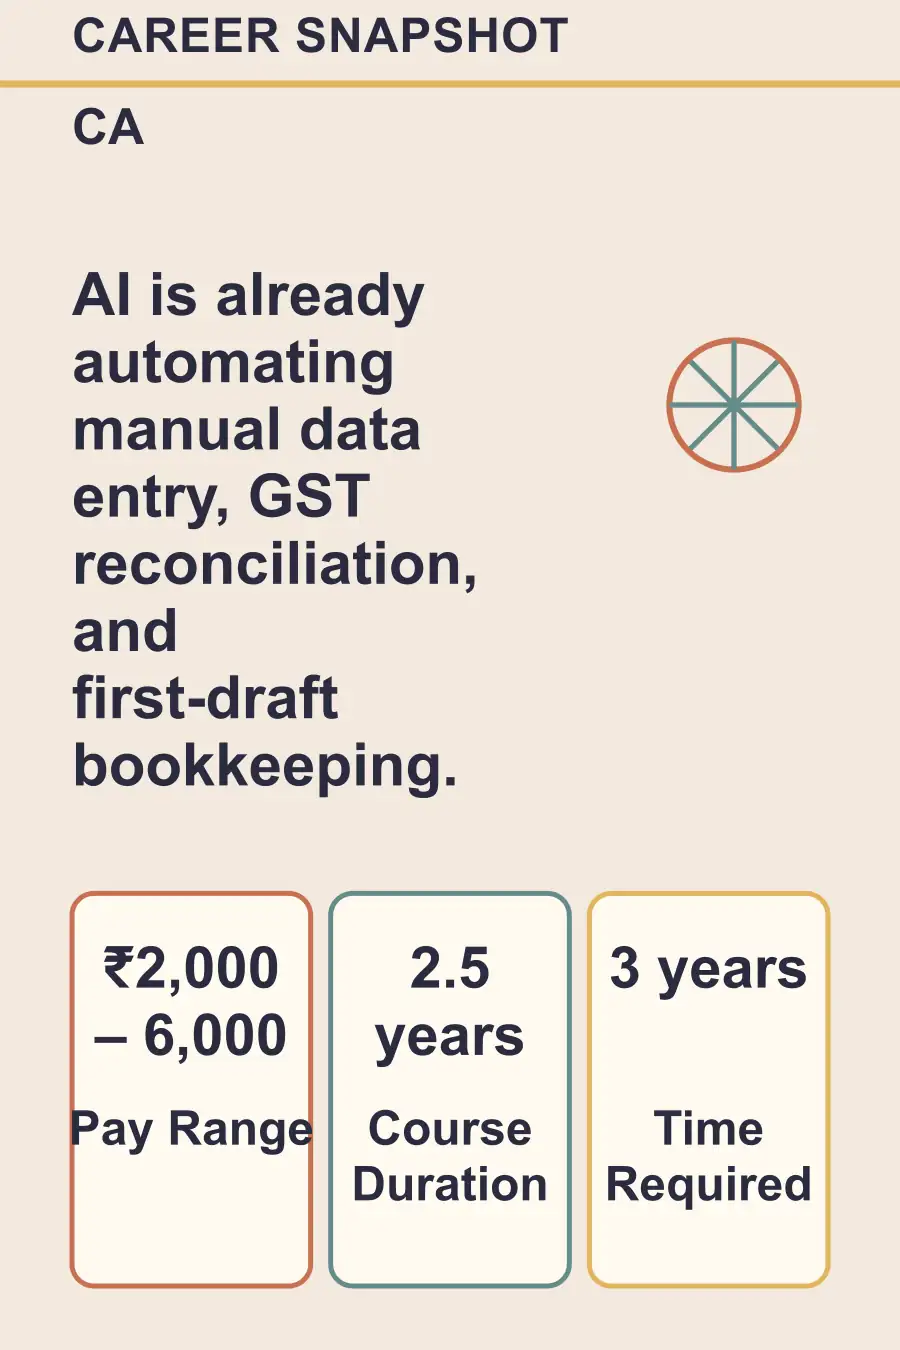 CAREER SNAPSHOT
CA
AI is already
automating
manual data
entry, GST
reconciliation,
and
first-draft
bookkeeping.
₹2,000
– 6,000
Pay Range
2.5
years
Course
Duration
3 years
Time
Required